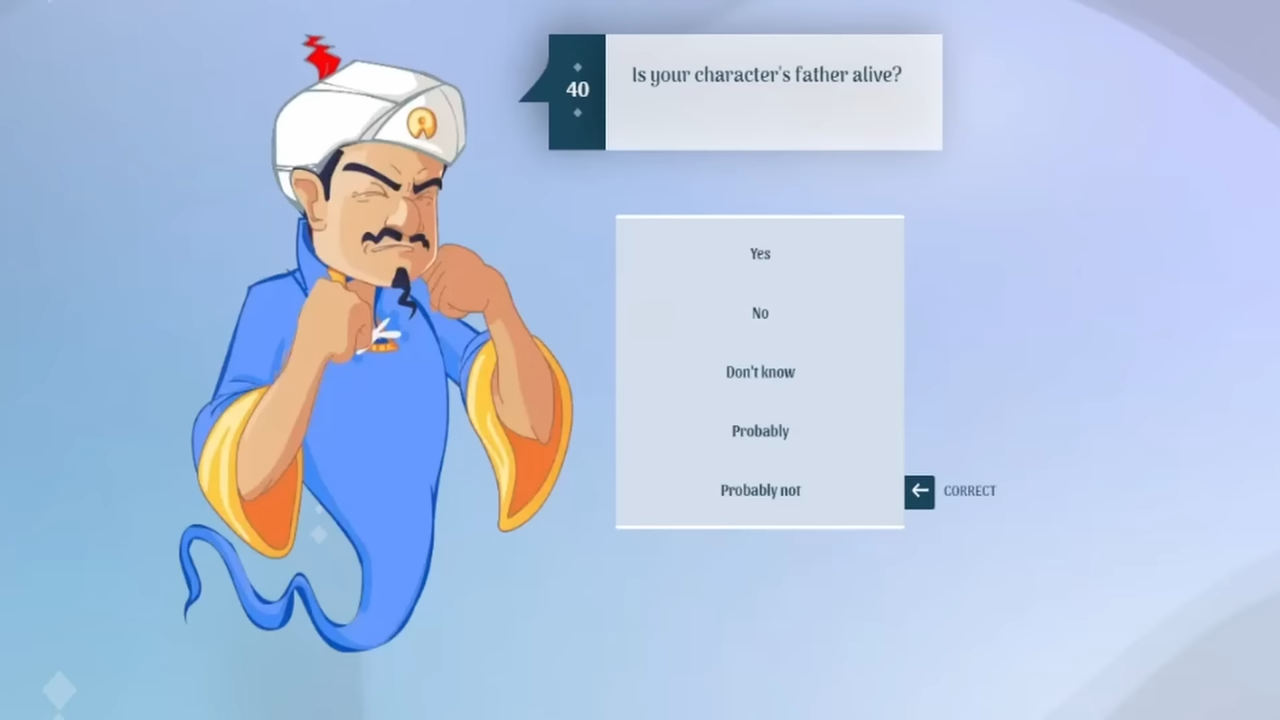 40
Is your character's father alive?
Yes
No
Don't know
Probably
Probably not
CORRECT